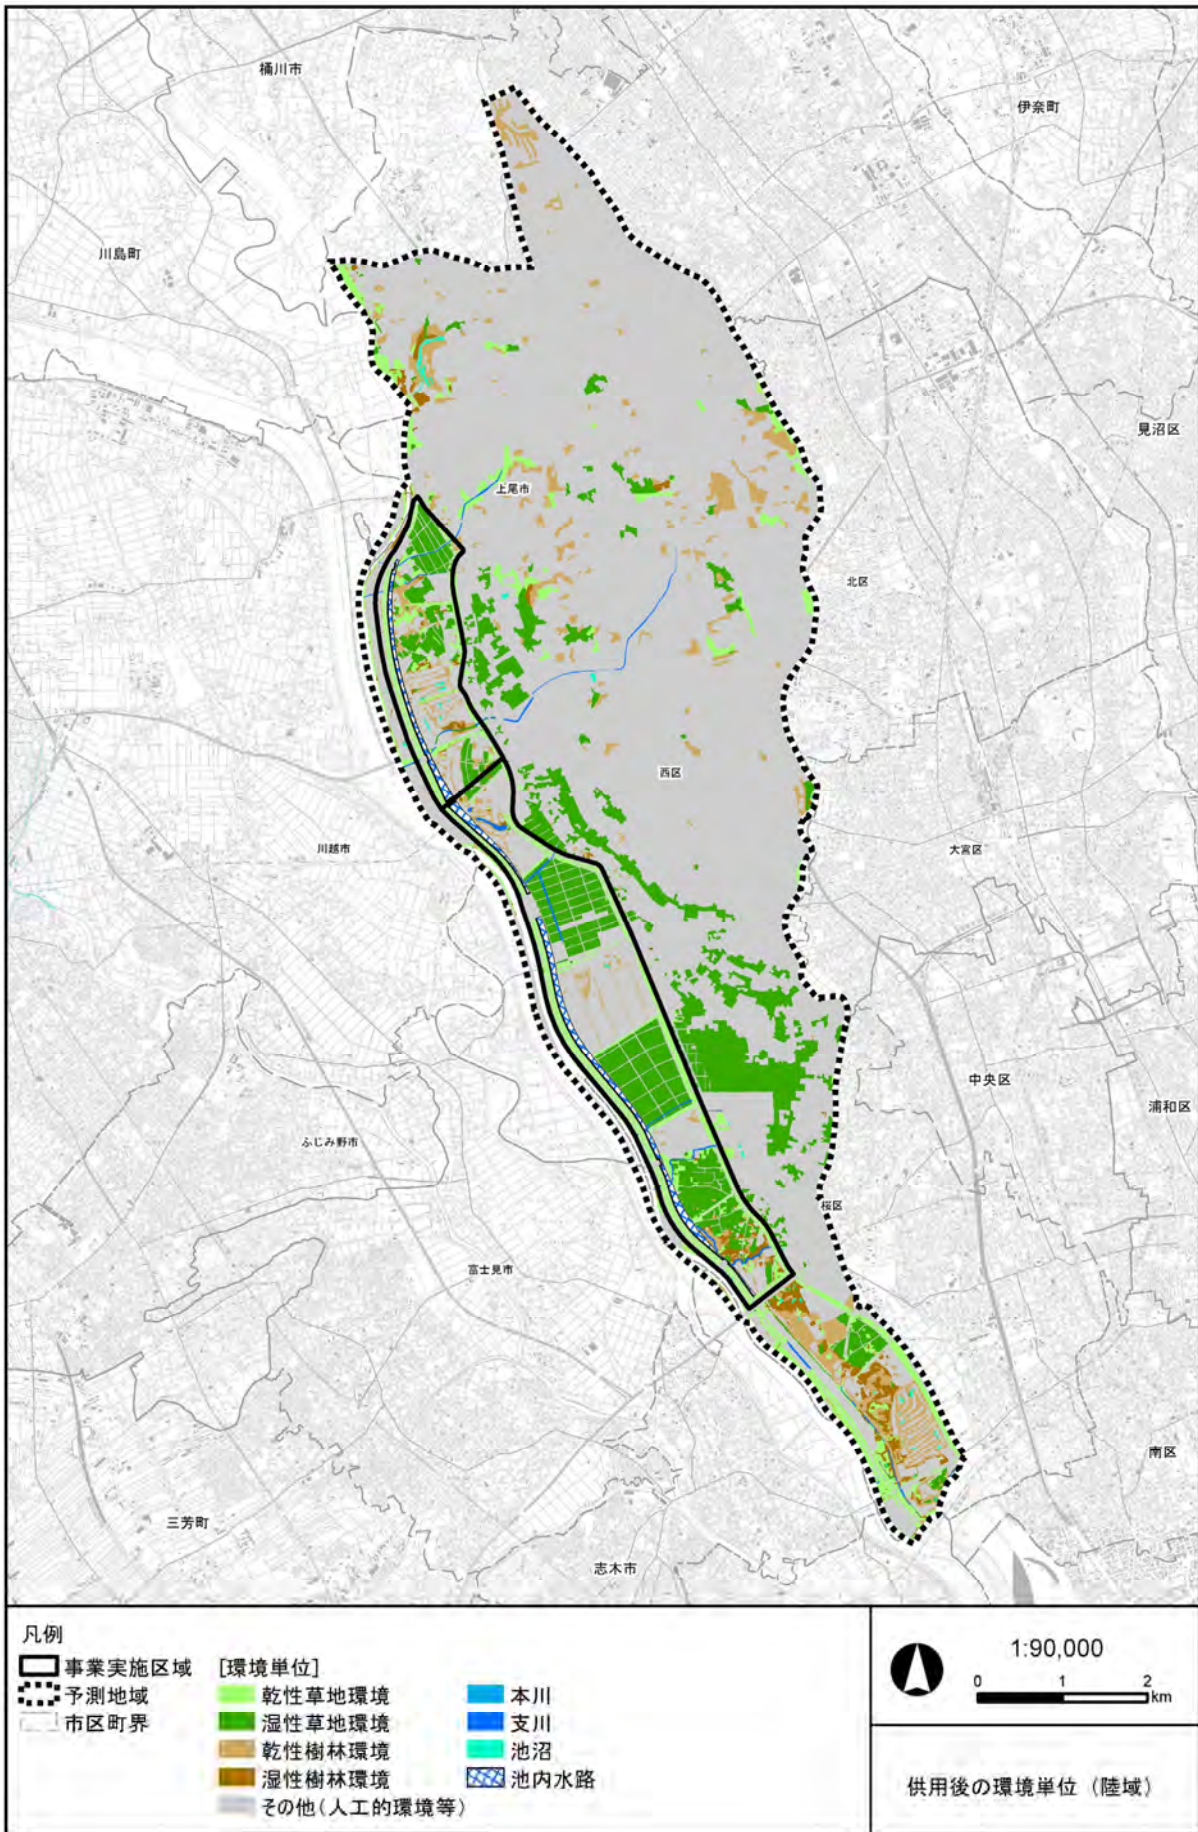 桶川市
伊奈町
川島町
見沼区
上尾市
北区
西区
川越市
大宮区
中央区
浦和区
ふじみ野市
桜区
富士見市
南区
三芳町
志木市
凡例
事業実施区域
予測地域
市区町界
[環境単位]
乾性草地環境
湿性草地環境
乾性樹林環境
湿性樹林環境
その他(人工的環境等)
本川
支川
池沼
池内水路
1:90,000
0 1 2
km
供用後の環境単位（陸域）